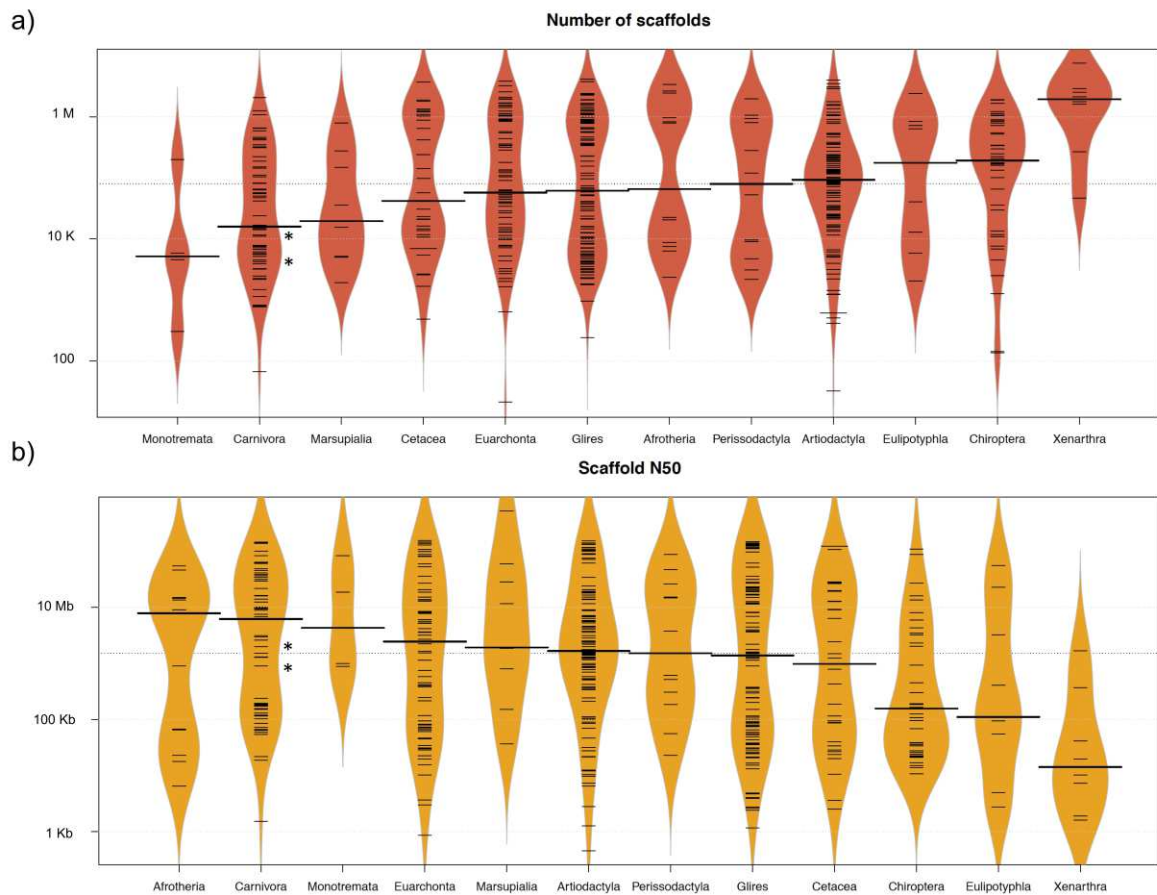 a)
Number of scaffolds
1 M
10 K
100
*
*
Monotremata Carnivora Marsupialia Cetacea Euarchonta Glires Afrotheria Perissodactyla Artiodactyla Eulipotyphla Chiroptera Xenarthra
b)
Scaffold N50
10 Mb
100 Kb
1 Kb
*
*
Afrotheria Carnivora Monotremata Euarchonta Marsupialia Artiodactyla Perissodactyla Glires Cetacea Chiroptera Eulipotyphla Xenarthra